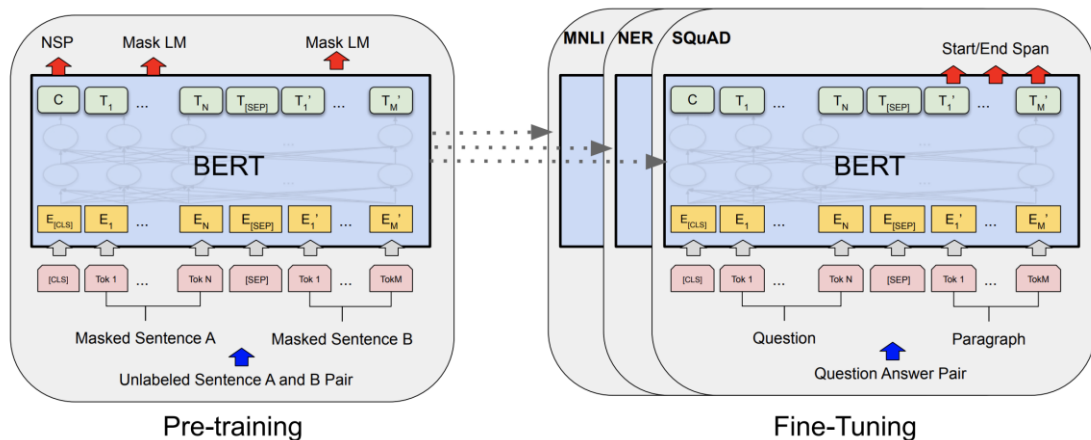 NSP Mask LM Mask LM
C T1 ... TN T[SEP] T1' ... TM'
BERT
E[CLS] E1 ... EN E[SEP] E1' ... EM'
[CLS] Tok 1 ... Tok N [SEP] Tok 1 ... TokM
Masked Sentence A Masked Sentence B
Unlabeled Sentence A and B Pair
Pre-training
MNLI NER SQuAD
Start/End Span
C T1 ... TN T[SEP] T1' ... TM'
BERT
E[CLS] E1 ... EN E[SEP] E1' ... EM'
[CLS] Tok 1 ... Tok N [SEP] Tok 1 ... TokM
Question Paragraph
Question Answer Pair
Fine-Tuning